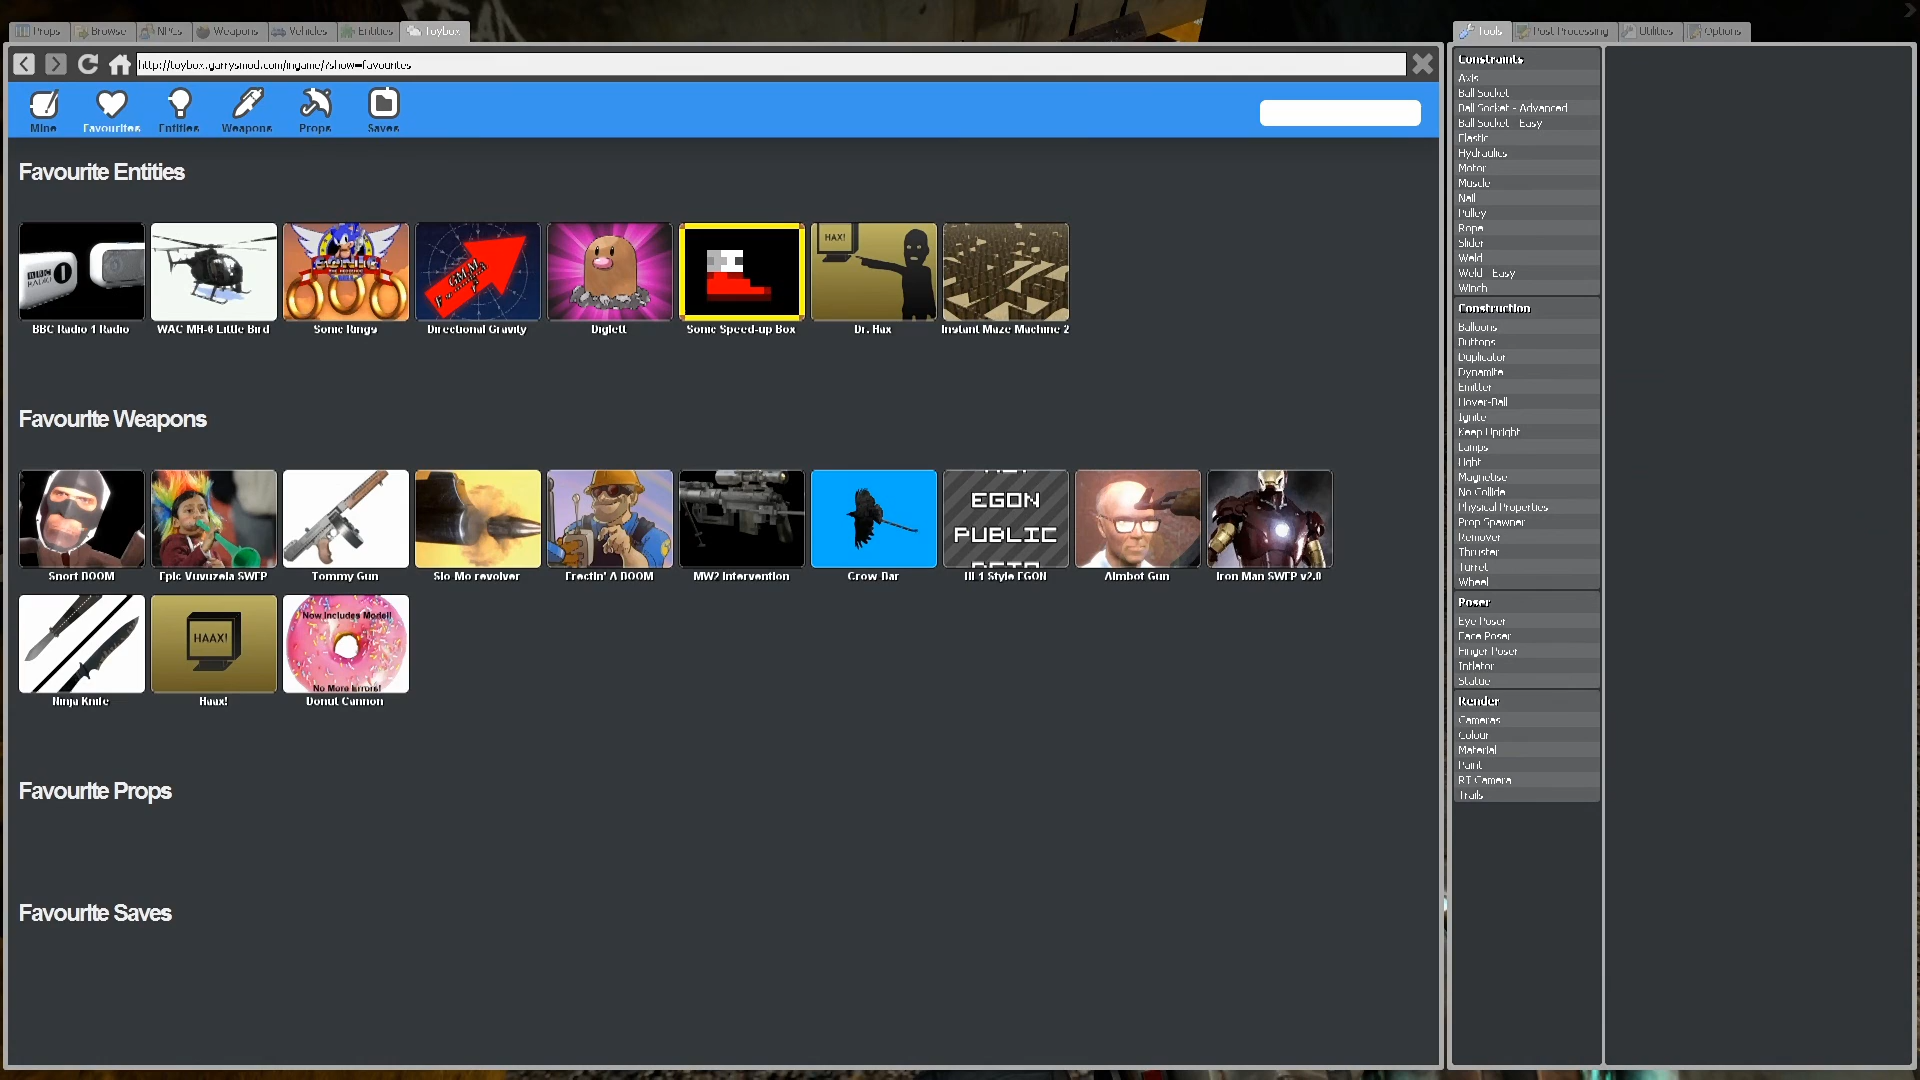 Props Browse NPCs Weapons Vehicles Entities Toybox
http://toybox.garrysmod.com/ingame/?show=favourites
Mine Favourites Entities Weapons Props Saves
Favourite Entities
BBC RADIO 1
SONIC
THE HEDGEHOG
HAX!
BBC Radio 1 Radio
WAC MH-6 Little Bird
Sonic Rings
Directional Gravity
Diglett
Sonic Speed-up Box
Dr. Hax
Instant Maze Machine 2
Favourite Weapons
EGON
PUBLIC
Snort DOOM
Epic Vuvuzela SWEP
Tommy Gun
Slo-Mo revolver
Erectin' A DOOM
MW2 Intervention
Crow-Bar
HL1 Style EGON
Aimbot Gun
Iron Man SWEP v2.0
HAAX!
Now Includes Model!
No More Errors!
Ninja Knife
Haax!
Donut Cannon
Favourite Props
Favourite Saves
Tools Post Processing Utilities Options
Constraints
Axis
Ball Socket
Ball Socket - Advanced
Ball Socket - Easy
Elastic
Hydraulics
Motor
Muscle
Nail
Pulley
Rope
Slider
Weld
Weld - Easy
Winch
Construction
Balloons
Buttons
Duplicator
Dynamite
Emitter
Hover-Ball
Ignite
Keep Upright
Lamps
Light
Magnetise
No Collide
Physical Properties
Prop Spawner
Remover
Thruster
Turret
Wheel
Poser
Eye Poser
Face Poser
Finger Poser
Inflator
Statue
Render
Cameras
Colour
Material
Paint
RT Camera
Trails